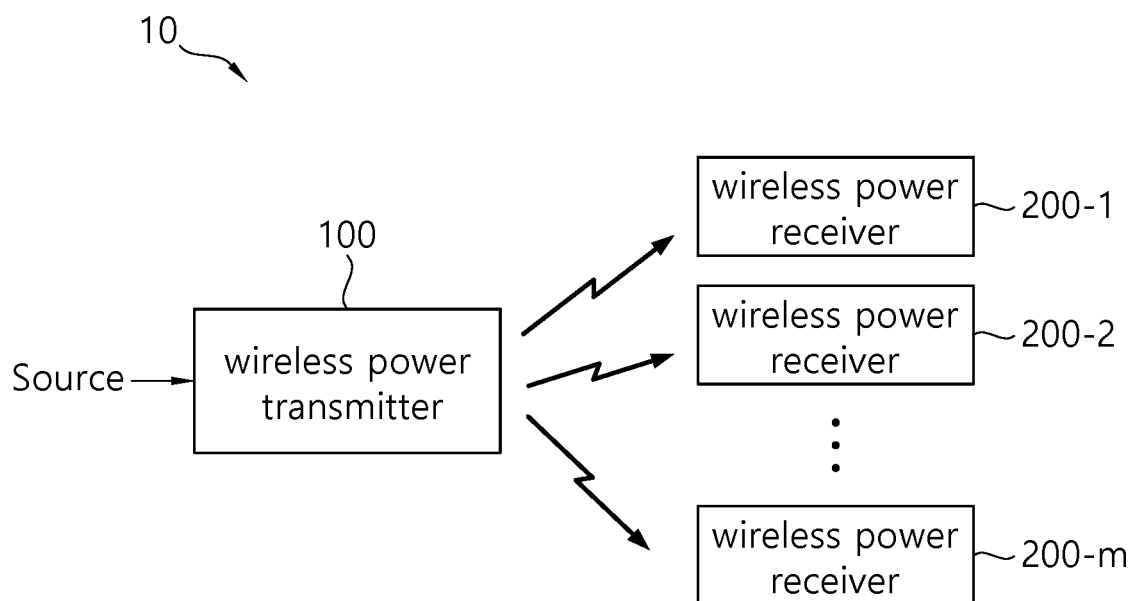 10
wireless power
receiver
200-1
100
wireless power
receiver
200-2
Source
wireless power
transmitter
wireless power
receiver
200-m